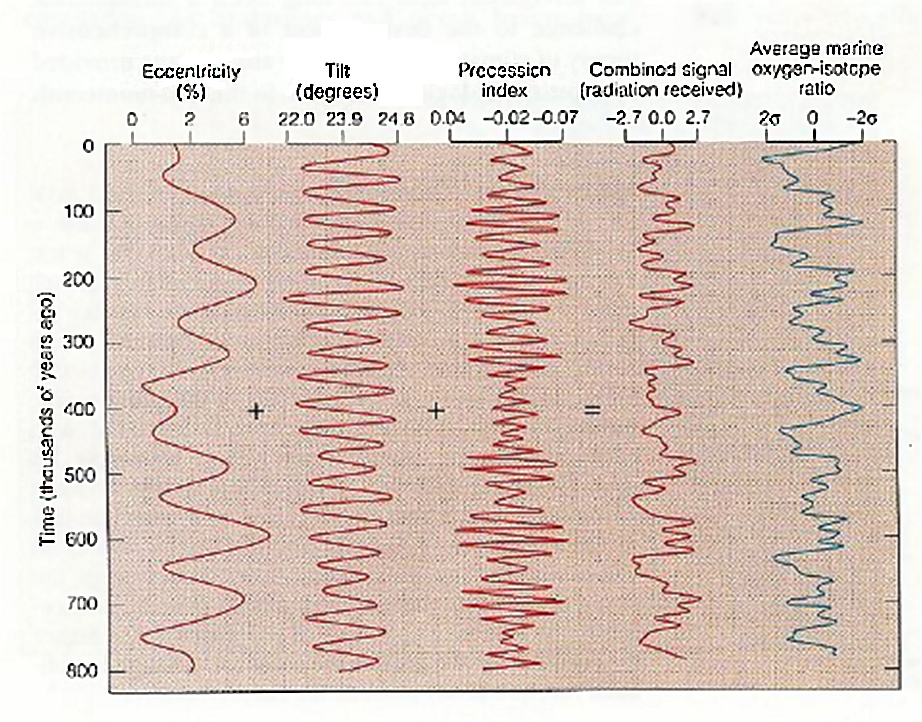 Eccentricity
(%)
Tilt
(degrees)
Precession
index
Combined signal
(radiation received)
Average marine
oxygen-isotope
ratio
0 2 6
22.0 23.9 24.8
0.04 -0.02 -0.07
-2.7 0.0 2.7
2σ 0 -2σ
Time (thousands of years ago)
0
100
200
300
400
500
600
700
800
+
+
=